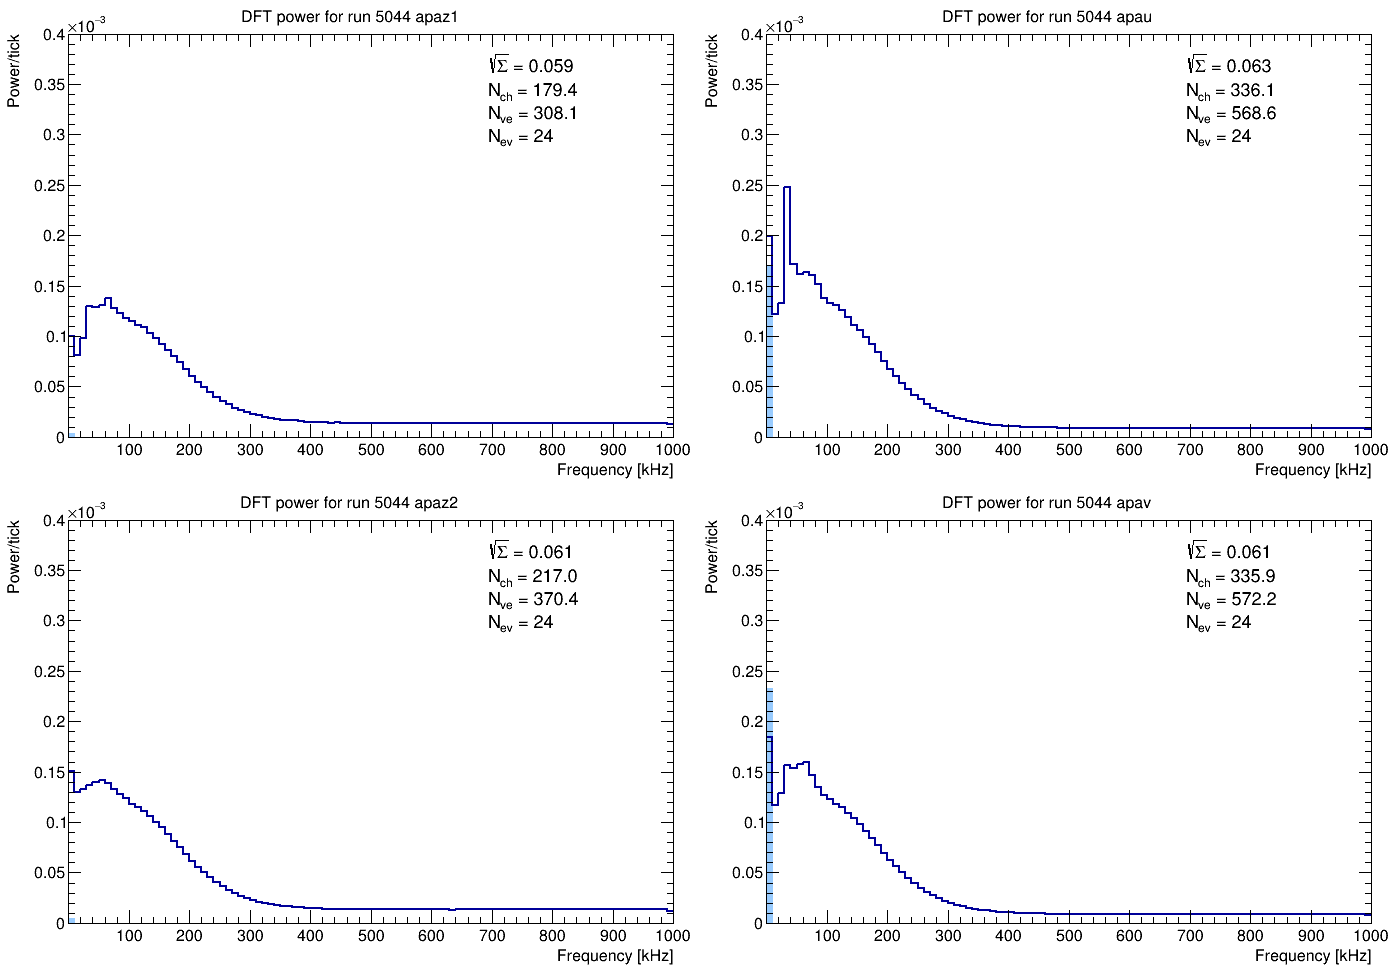 DFT power for run 5044 apaz1
×10⁻³
Power/tick
0.4
0.35
0.3
0.25
0.2
0.15
0.1
0.05
0
√Σ = 0.059
N_ch = 179.4
N_ve = 308.1
N_ev = 24
100 200 300 400 500 600 700 800 900 1000
Frequency [kHz]
DFT power for run 5044 apau
×10⁻³
Power/tick
0.4
0.35
0.3
0.25
0.2
0.15
0.1
0.05
0
√Σ = 0.063
N_ch = 336.1
N_ve = 568.6
N_ev = 24
100 200 300 400 500 600 700 800 900 1000
Frequency [kHz]
DFT power for run 5044 apaz2
×10⁻³
Power/tick
0.4
0.35
0.3
0.25
0.2
0.15
0.1
0.05
0
√Σ = 0.061
N_ch = 217.0
N_ve = 370.4
N_ev = 24
100 200 300 400 500 600 700 800 900 1000
Frequency [kHz]
DFT power for run 5044 apav
×10⁻³
Power/tick
0.4
0.35
0.3
0.25
0.2
0.15
0.1
0.05
0
√Σ = 0.061
N_ch = 335.9
N_ve = 572.2
N_ev = 24
100 200 300 400 500 600 700 800 900 1000
Frequency [kHz]